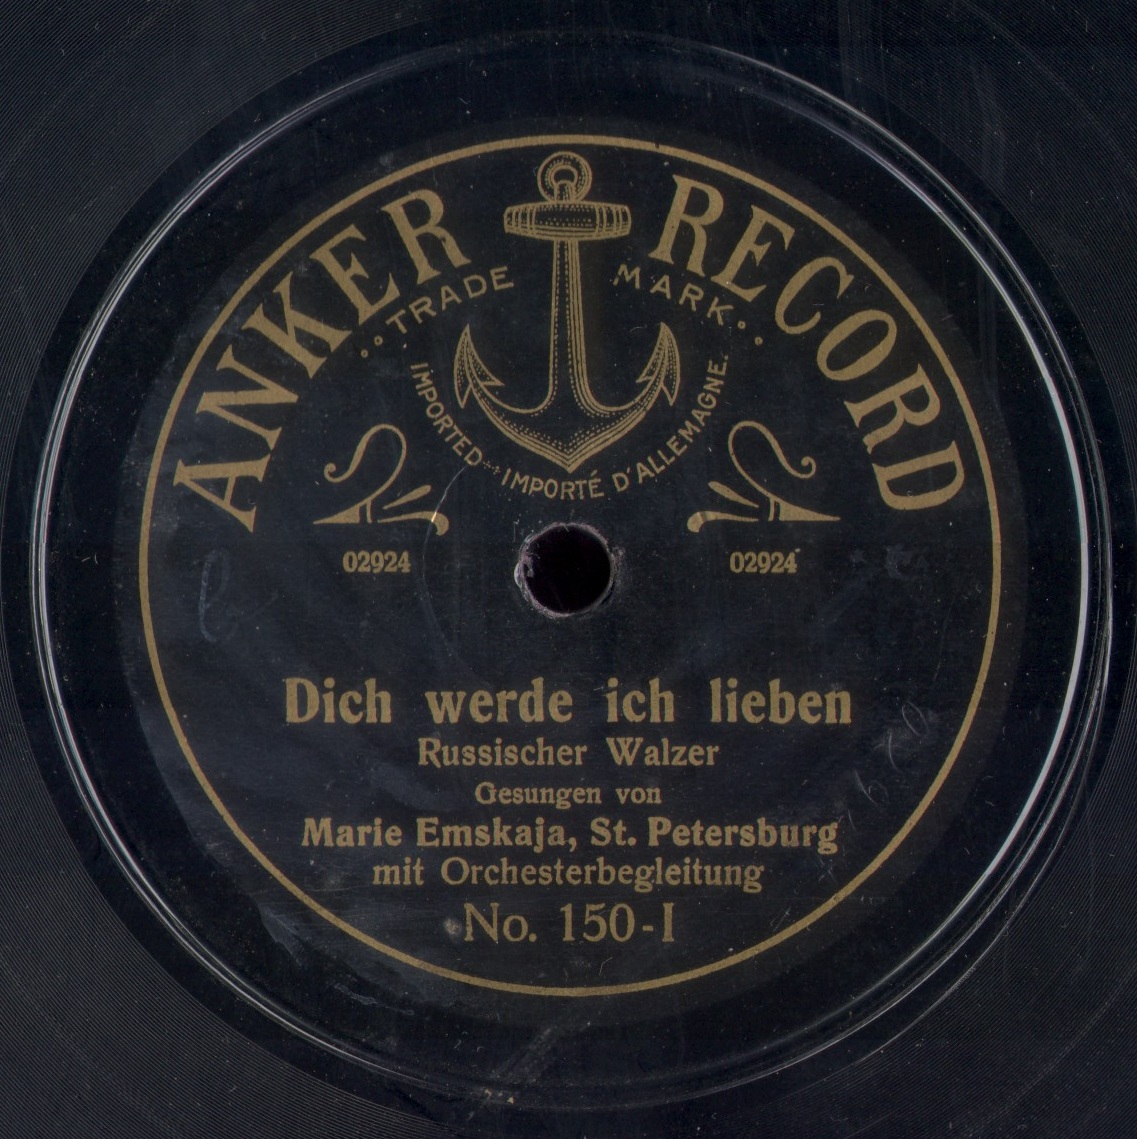 ANKER RECORD
·· TRADE MARK ··
IMPORTED ·:· IMPORTÉ D'ALLEMAGNE.
02924 02924
Dich werde ich lieben
Russischer Walzer
Gesungen von
Marie Emskaja, St. Petersburg
mit Orchesterbegleitung
No. 150-I